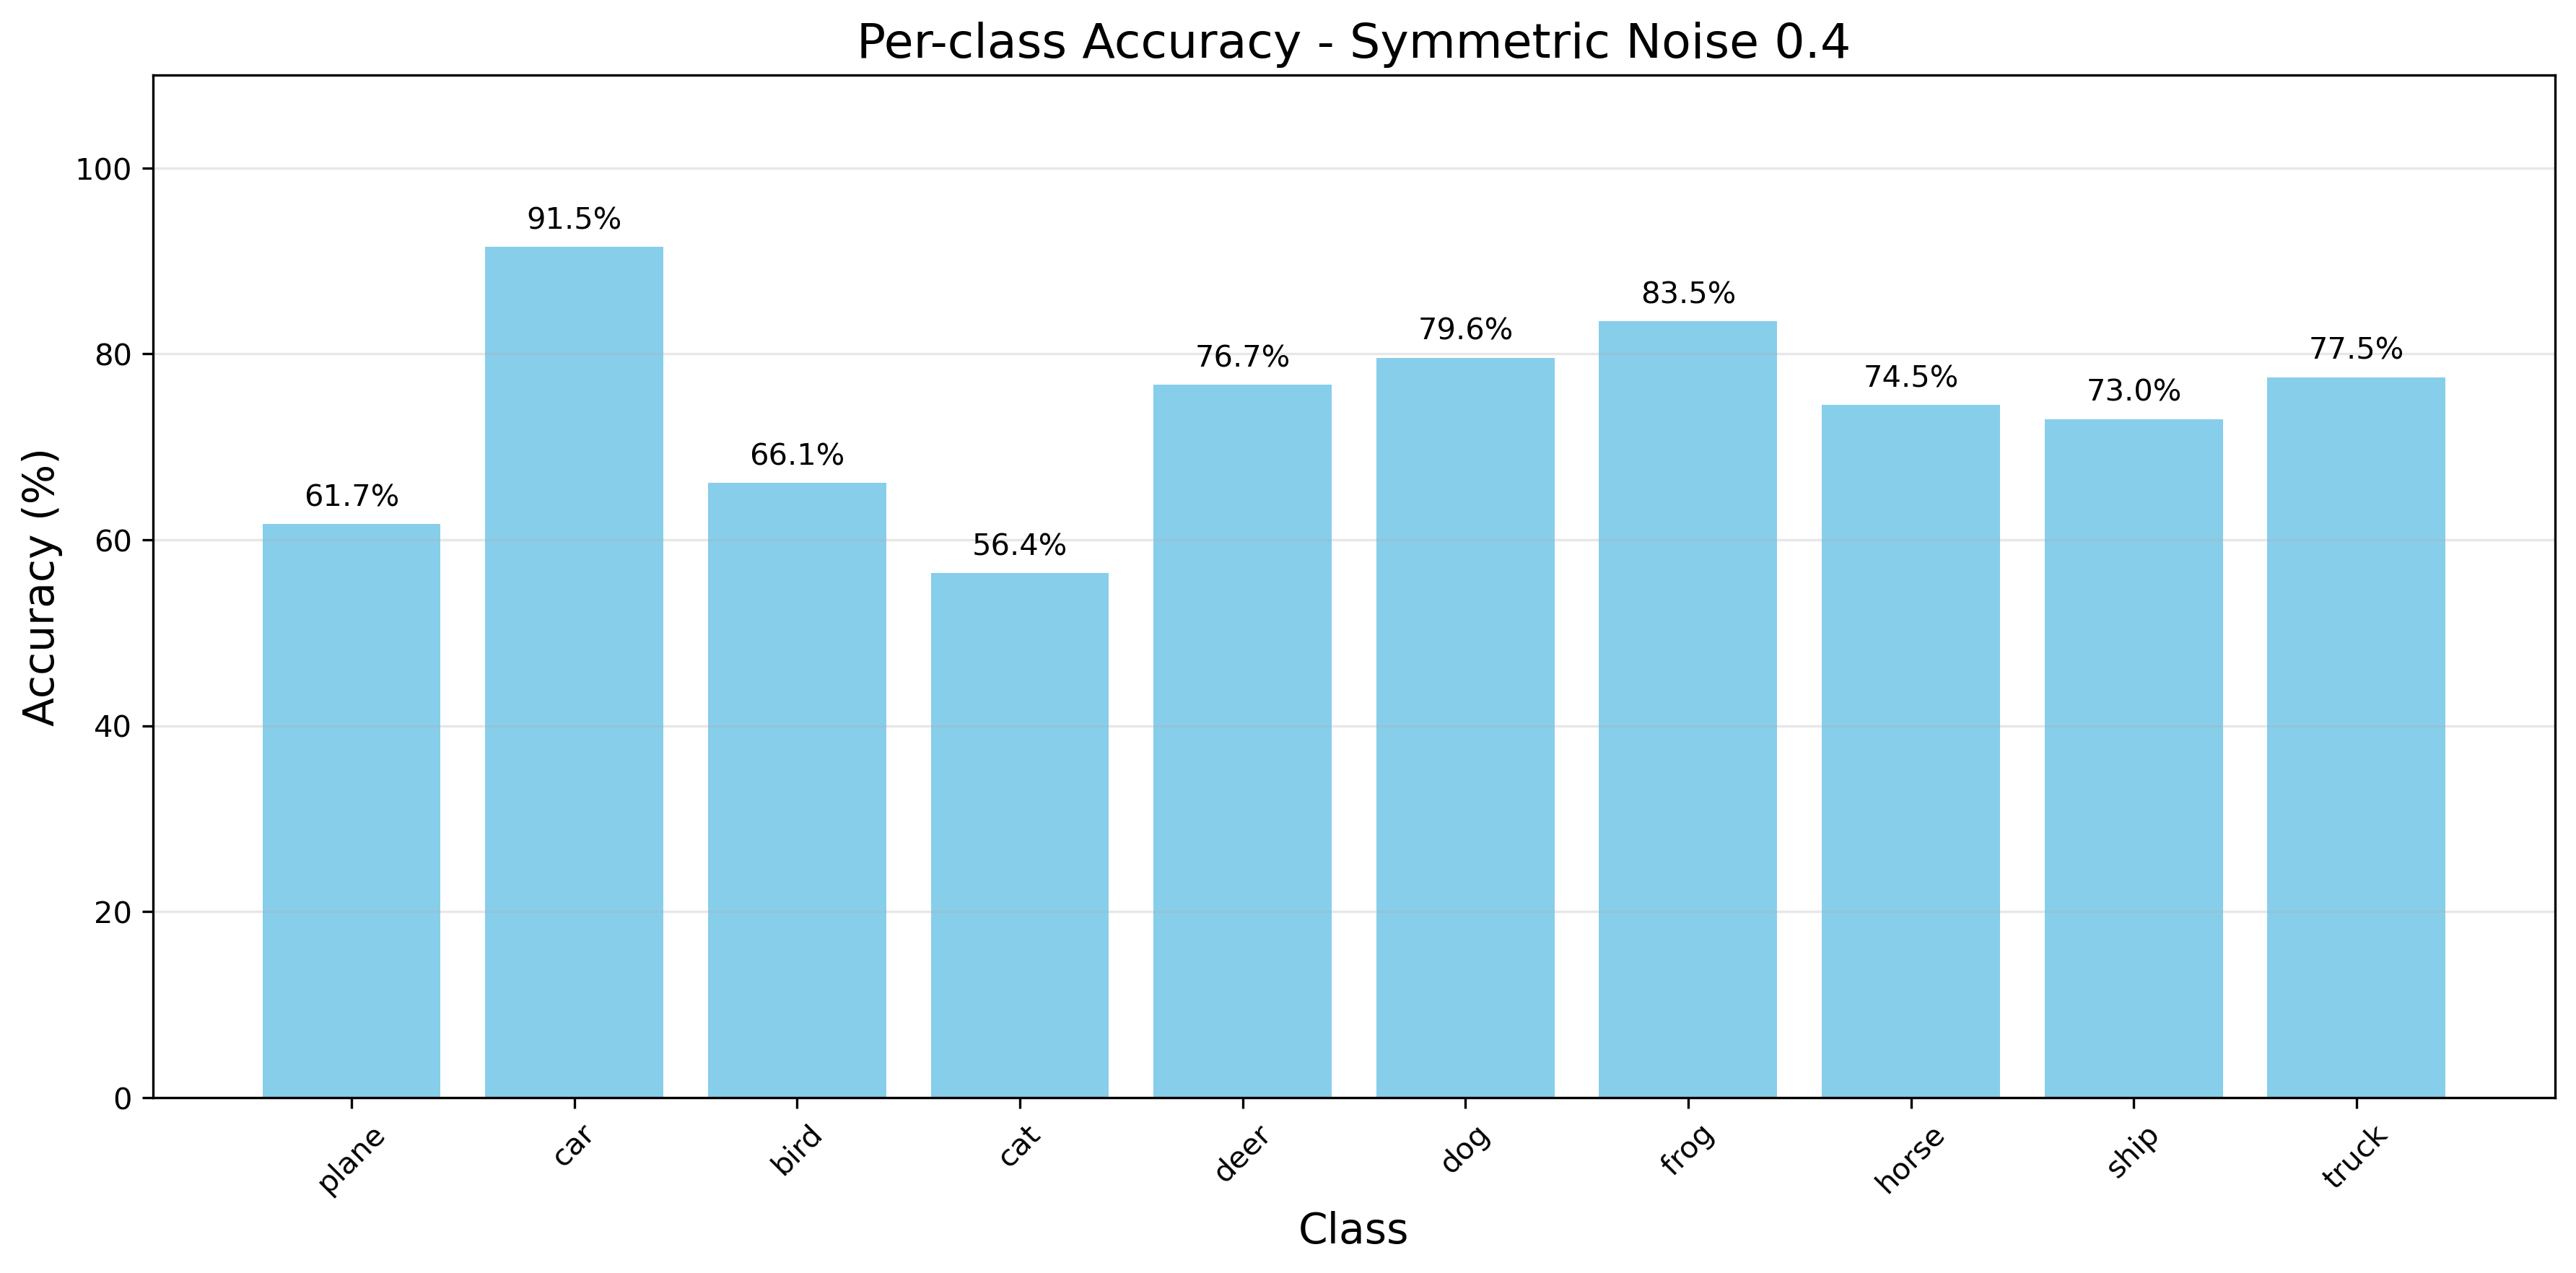 Per-class Accuracy - Symmetric Noise 0.4
Accuracy (%)
100
80
60
40
20
0
61.7%
91.5%
66.1%
56.4%
76.7%
79.6%
83.5%
74.5%
73.0%
77.5%
plane
car
bird
cat
deer
dog
frog
horse
ship
truck
Class